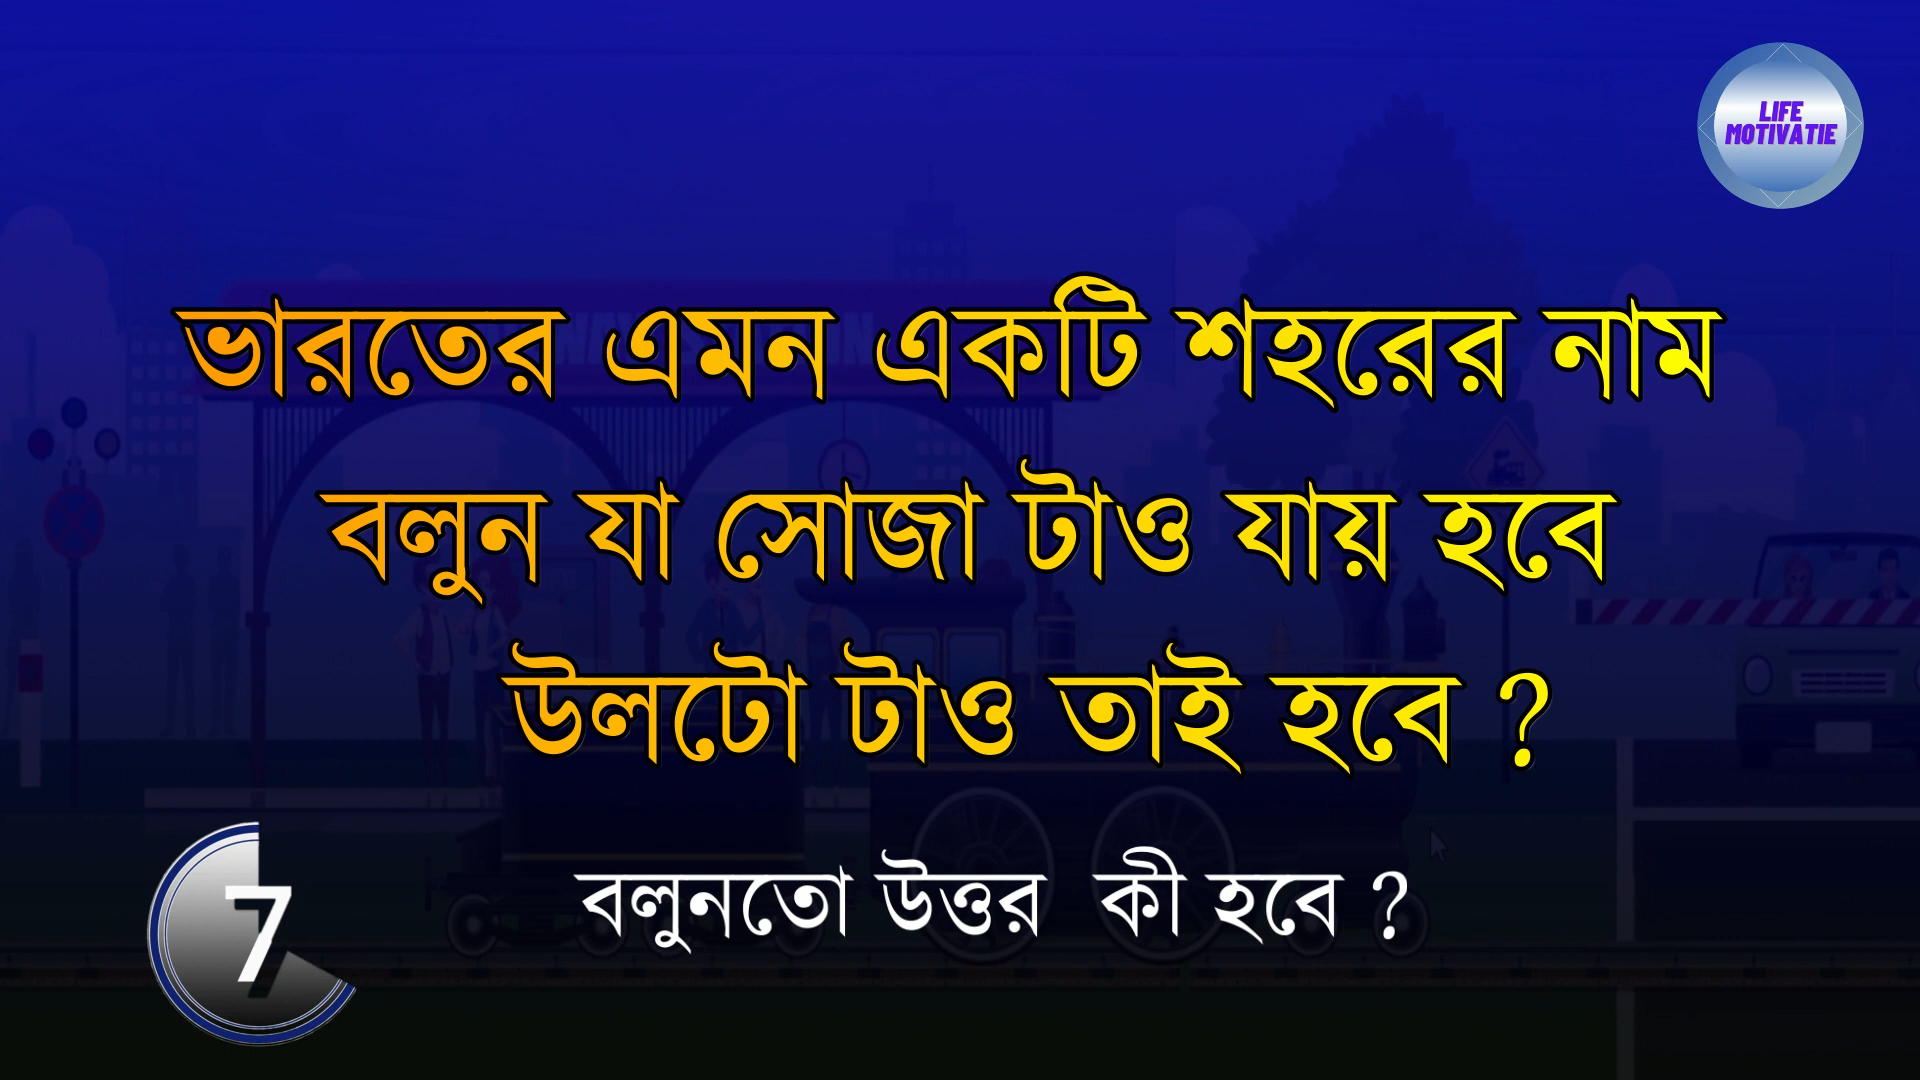 LIFE
MOTIVATIE
ভারতের এমন একটি শহরের নাম
বলুন যা সোজা টাও যায় হবে
উলটো টাও তাই হবে ?
বলুনতো উত্তর কী হবে ?
7